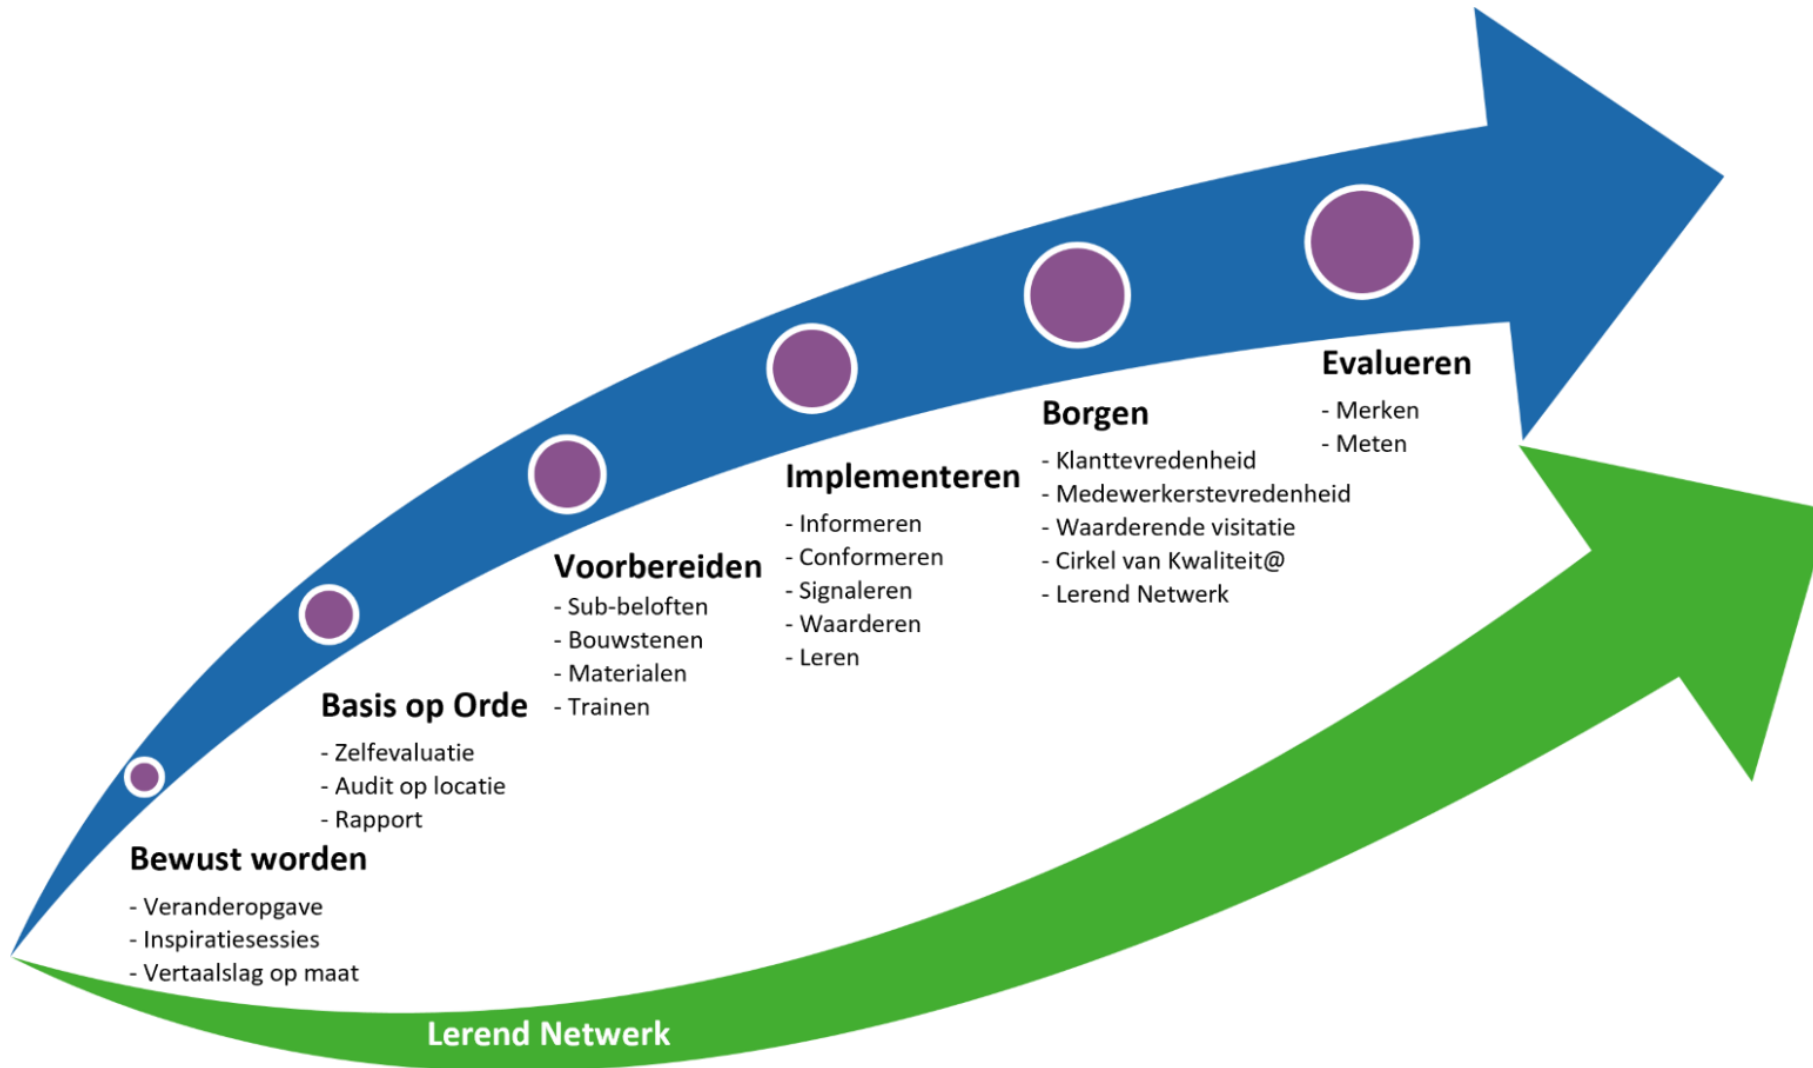 Bewust worden
- Veranderopgave
- Inspiratiesessies
- Vertaalslag op maat
Basis op Orde
- Zelfevaluatie
- Audit op locatie
- Rapport
Voorbereiden
- Sub-beloften
- Bouwstenen
- Materialen
- Trainen
Implementeren
- Informeren
- Conformeren
- Signaleren
- Waarderen
- Leren
Borgen
- Klanttevredenheid
- Medewerkerstevredenheid
- Waarderende visitatie
- Cirkel van Kwaliteit@
- Lerend Netwerk
Evalueren
- Merken
- Meten
Lerend Netwerk